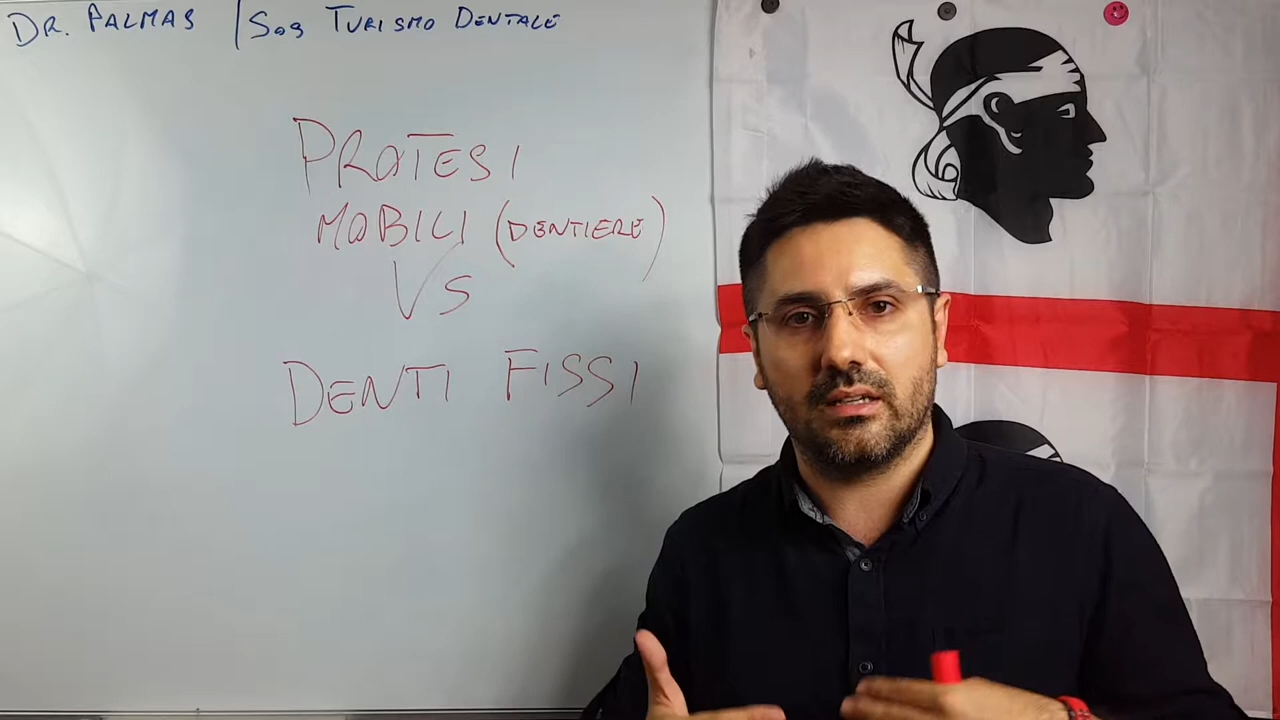 DR. PALMAS | Sos TURISMO DENTALE
PROTESI
MOBILI (DENTIERE)
VS
DENTI FISSI